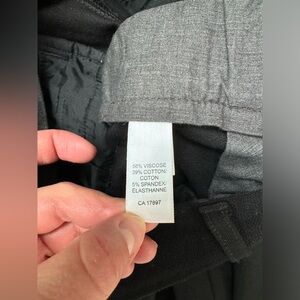 56% VISCOSE
39% COTTON/
COTON
5% SPANDEX/
ELASTHANNE
CA 17897